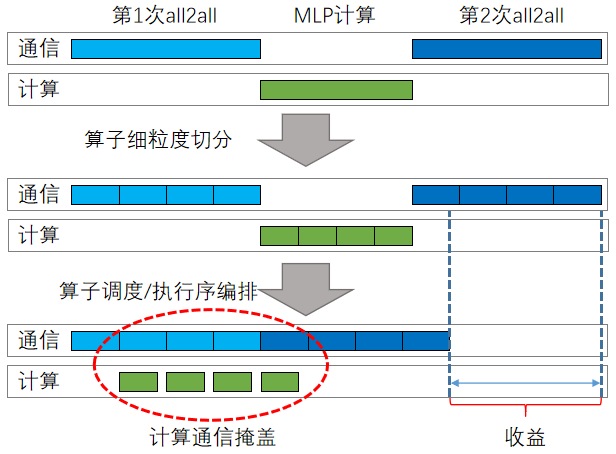 第1次all2all MLP计算 第2次all2all
通信
计算
算子细粒度切分
通信
计算
算子调度/执行序编排
通信
计算
计算通信掩盖 收益